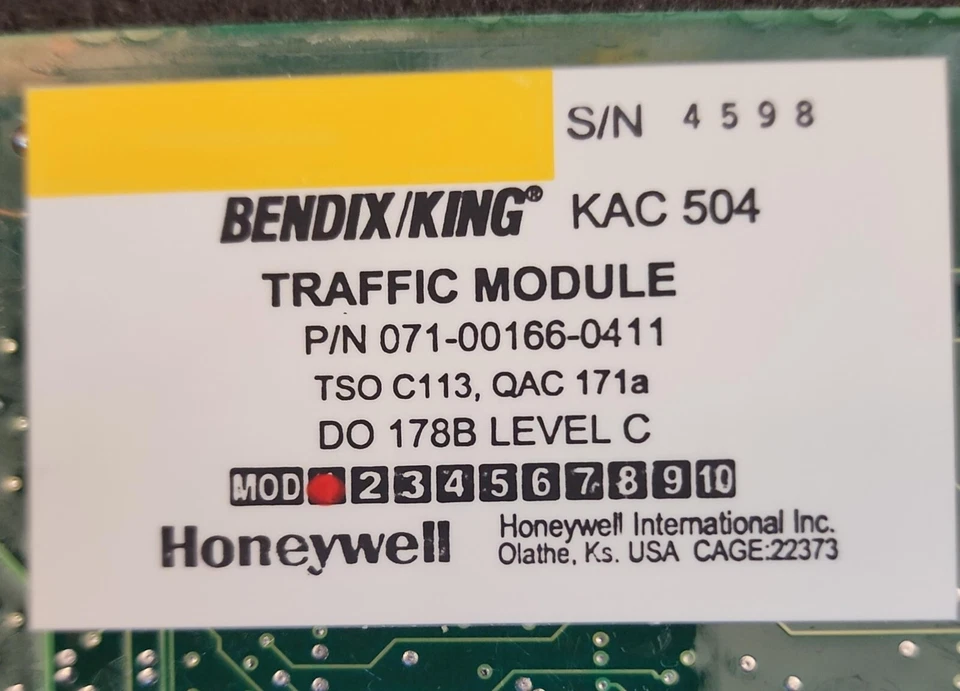 S/N 4598
BENDIX/KING® KAC 504
TRAFFIC MODULE
P/N 071-00166-0411
TSO C113, QAC 171a
DO 178B LEVEL C
MOD 2 3 4 5 6 7 8 9 10
Honeywell
Honeywell International Inc.
Olathe, Ks. USA CAGE:22373